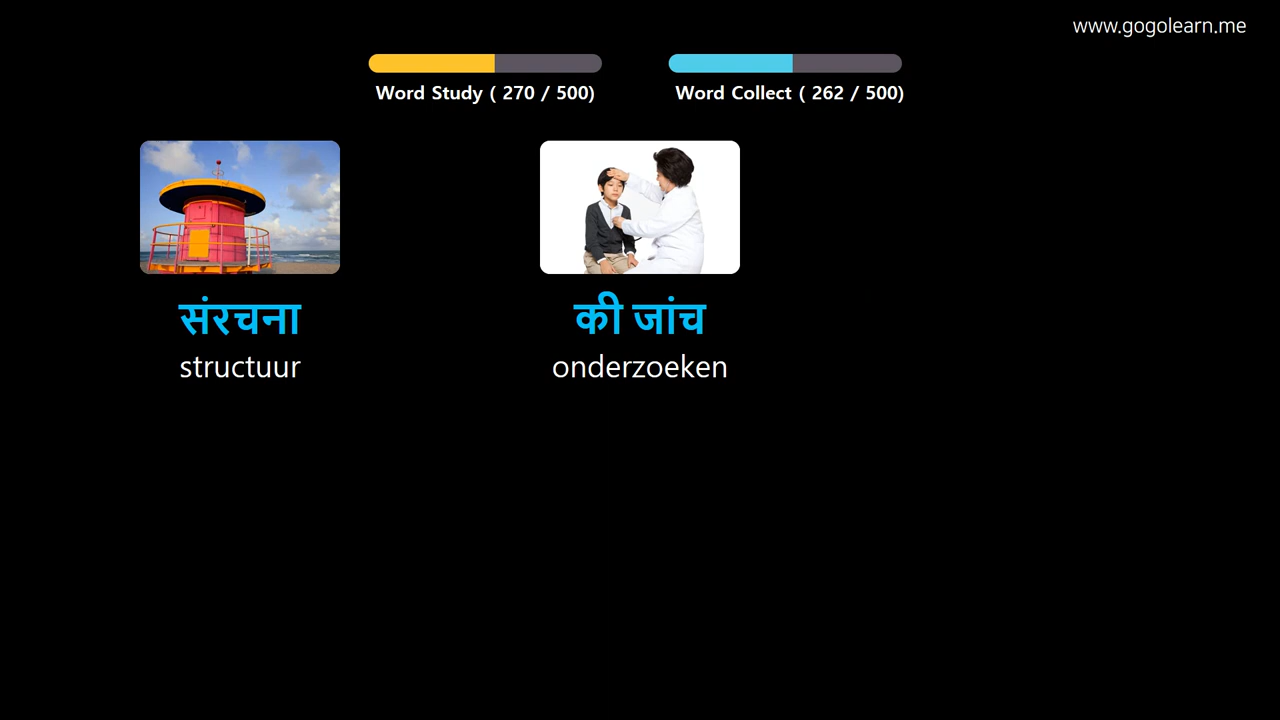 www.gogolearn.me
Word Study ( 270 / 500)
Word Collect ( 262 / 500)
संरचना
structuur
की जांच
onderzoeken